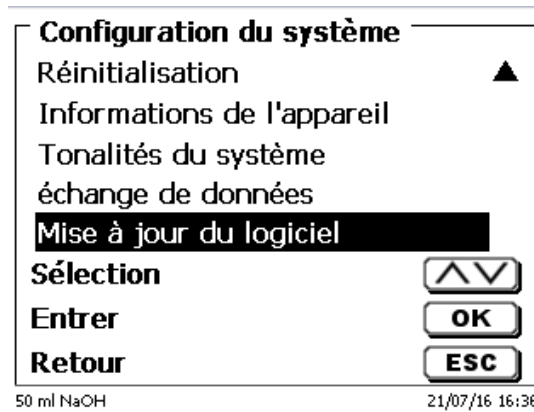 Configuration du système
Réinitialisation
Informations de l'appareil
Tonalités du système
échange de données
Mise à jour du logiciel
Sélection
Entrer OK
Retour ESC
50 ml NaOH 21/07/16 16:36